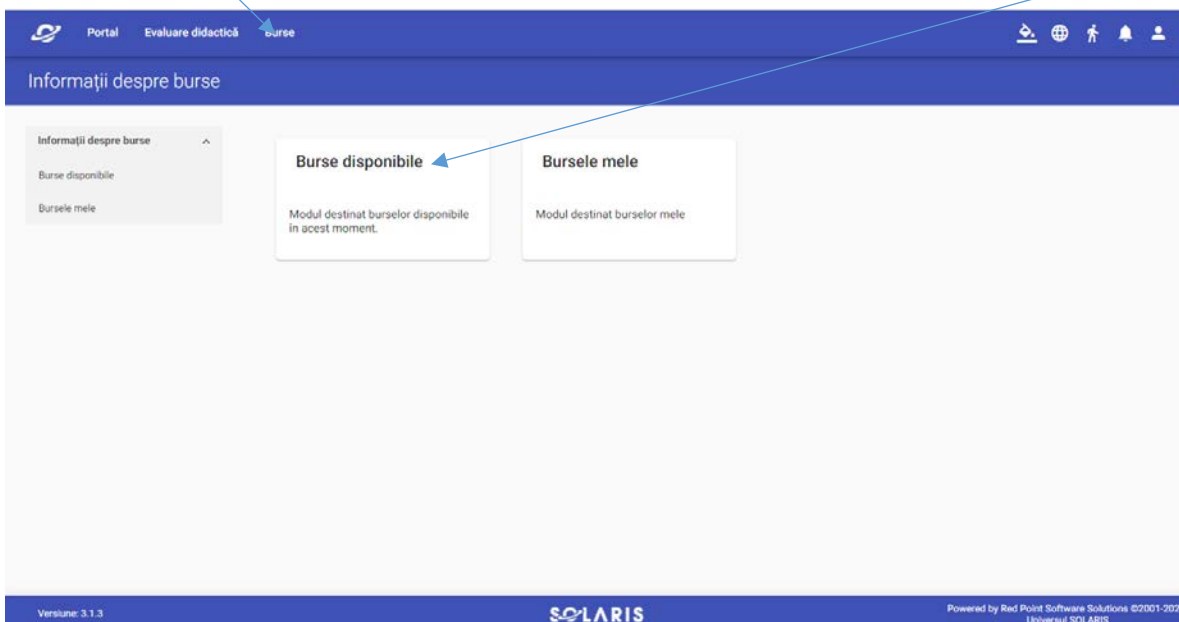 Portal Evaluare didactică Burse
Informații despre burse
Informații despre burse
Burse disponibile
Bursele mele
Burse disponibile
Modul destinat burselor disponibile
în acest moment.
Bursele mele
Modul destinat burselor mele
Versiune: 3.1.3
SOLARIS
Powered by Red Point Software Solutions ©2001-202
Universul SOLARIS